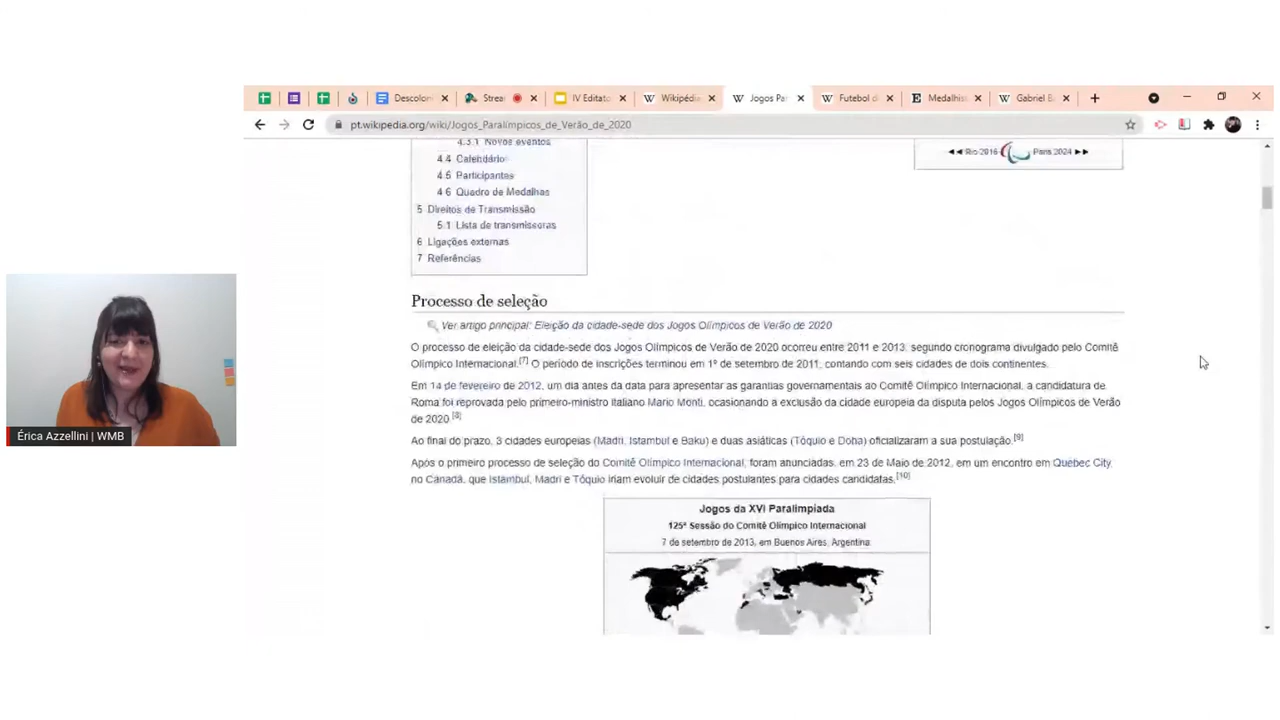 Descolon
Strea
IV Editato
Wikipédi
Jogos Par
Futebol d
Medalhis
Gabriel B
pt.wikipedia.org/wiki/Jogos_Paralímpicos_de_Verão_de_2020
4.3.1 Novos eventos
4.4 Calendário
4.5 Participantes
4.6 Quadro de Medalhas
5 Direitos de Transmissão
5.1 Lista de transmissoras
6 Ligações externas
7 Referências
◄◄ Rio 2016 Paris 2024 ►►
Processo de seleção
Ver artigo principal: Eleição da cidade-sede dos Jogos Olímpicos de Verão de 2020
O processo de eleição da cidade-sede dos Jogos Olímpicos de Verão de 2020 ocorreu entre 2011 e 2013, segundo cronograma divulgado pelo Comitê
Olímpico Internacional.[7] O período de inscrições terminou em 1º de setembro de 2011, contando com seis cidades de dois continentes.
Em 14 de fevereiro de 2012, um dia antes da data para apresentar as garantias governamentais ao Comitê Olímpico Internacional, a candidatura de
Roma foi reprovada pelo primeiro-ministro italiano Mario Monti, ocasionando a exclusão da cidade europeia da disputa pelos Jogos Olímpicos de Verão
de 2020.[8]
Ao final do prazo, 3 cidades europeias (Madri, Istambul e Baku) e duas asiáticas (Tóquio e Doha) oficializaram a sua postulação.[9]
Após o primeiro processo de seleção do Comitê Olímpico Internacional, foram anunciadas, em 23 de Maio de 2012, em um encontro em Quebec City
no Canadá, que Istambul, Madri e Tóquio iriam evoluir de cidades postulantes para cidades candidatas.[10]
Jogos da XVI Paralimpíada
125ª Sessão do Comitê Olímpico Internacional
7 de setembro de 2013, em Buenos Aires, Argentina.
Érica Azzellini | WMB